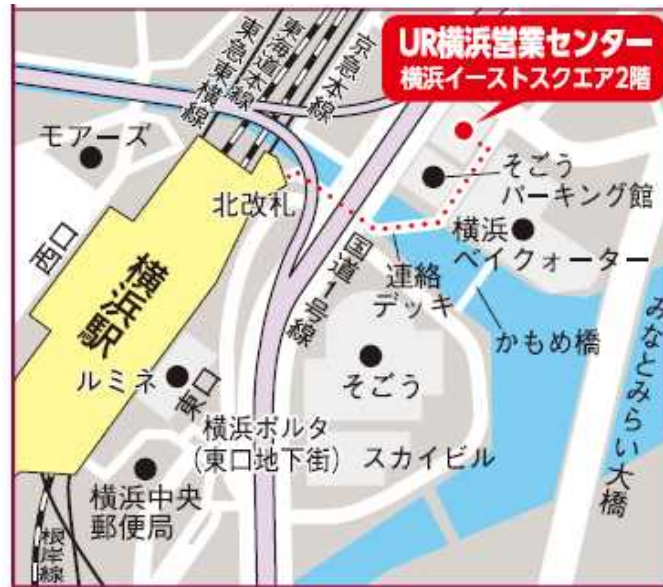 UR横浜営業センター
横浜イーストスクエア2階
京急本線
東海道本線
東急東横線
モアーズ
そごう
パーキング館
北改札
横浜
ベイクォーター
西口
横浜駅
国道1号線
連絡
デッキ
かもめ橋
みなとみらい大橋
ルミネ
東口
そごう
横浜ポルタ
(東口地下街)
スカイビル
横浜中央
郵便局
根岸線